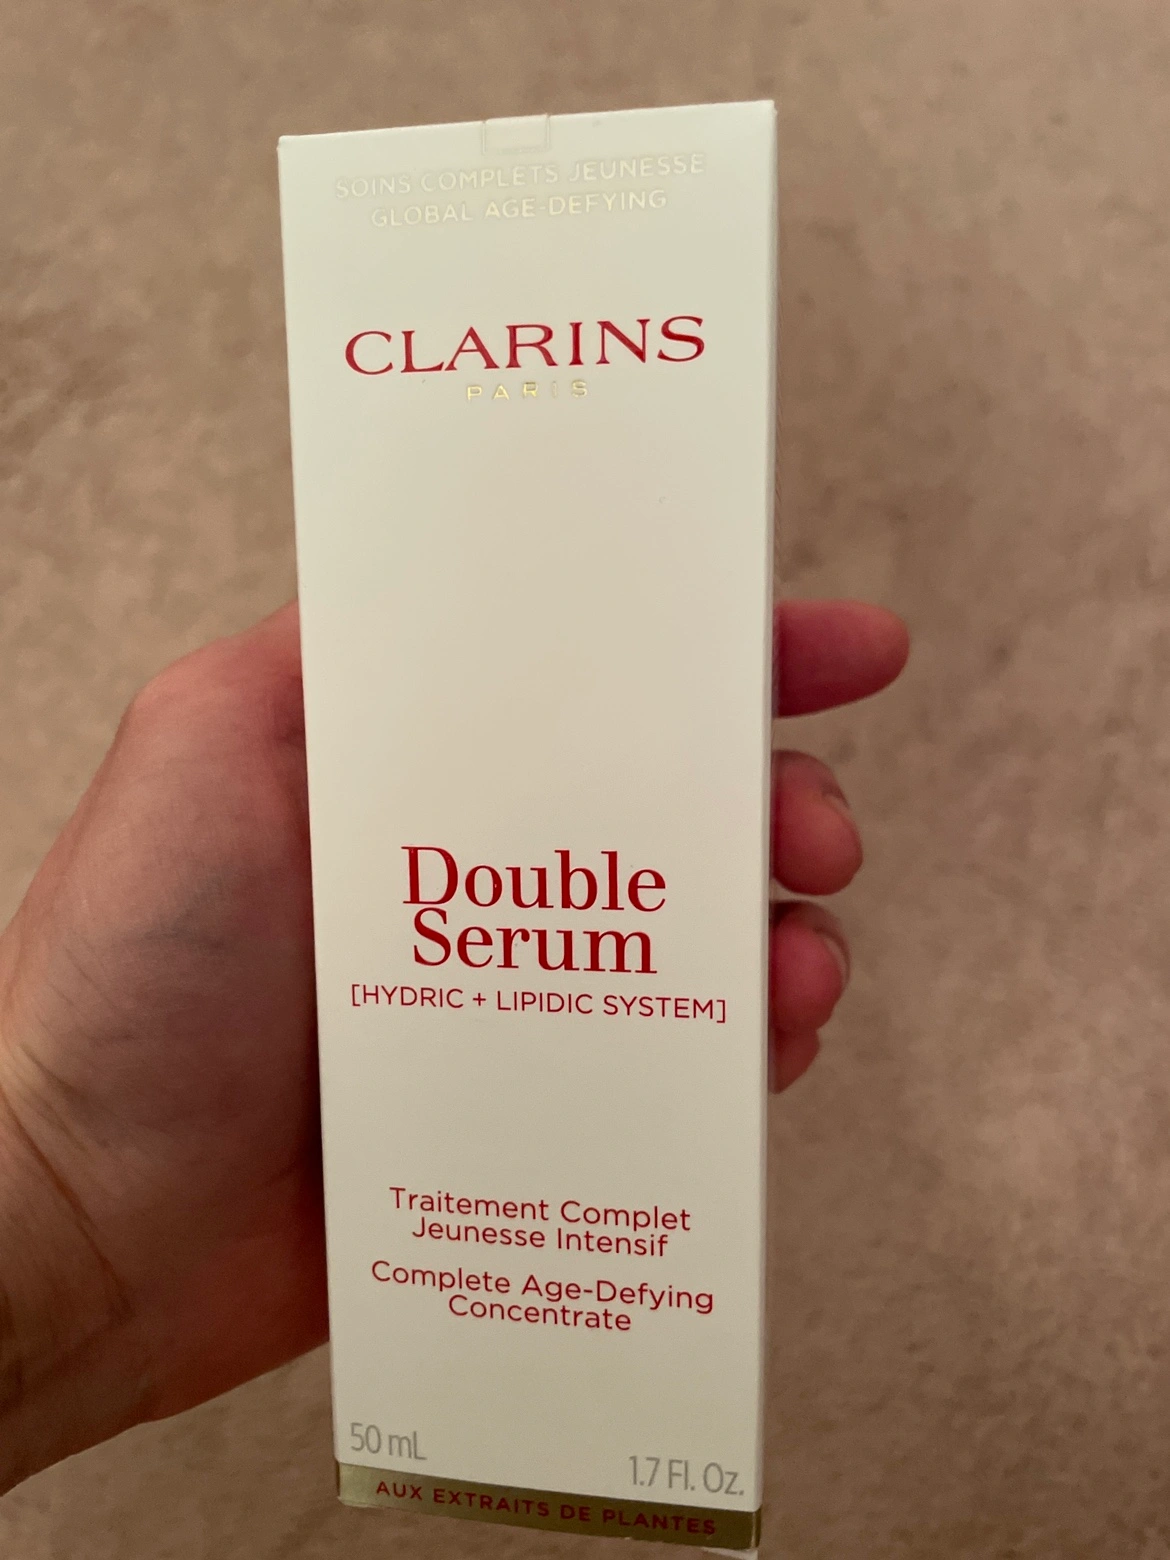 SOINS COMPLETS JEUNESSE
GLOBAL AGE-DEFYING
CLARINS
PARIS
Double
Serum
[HYDRIC + LIPIDIC SYSTEM]
Traitement Complet
Jeunesse Intensif
Complete Age-Defying
Concentrate
50 mL
1.7 Fl. Oz.
AUX EXTRAITS DE PLANTES